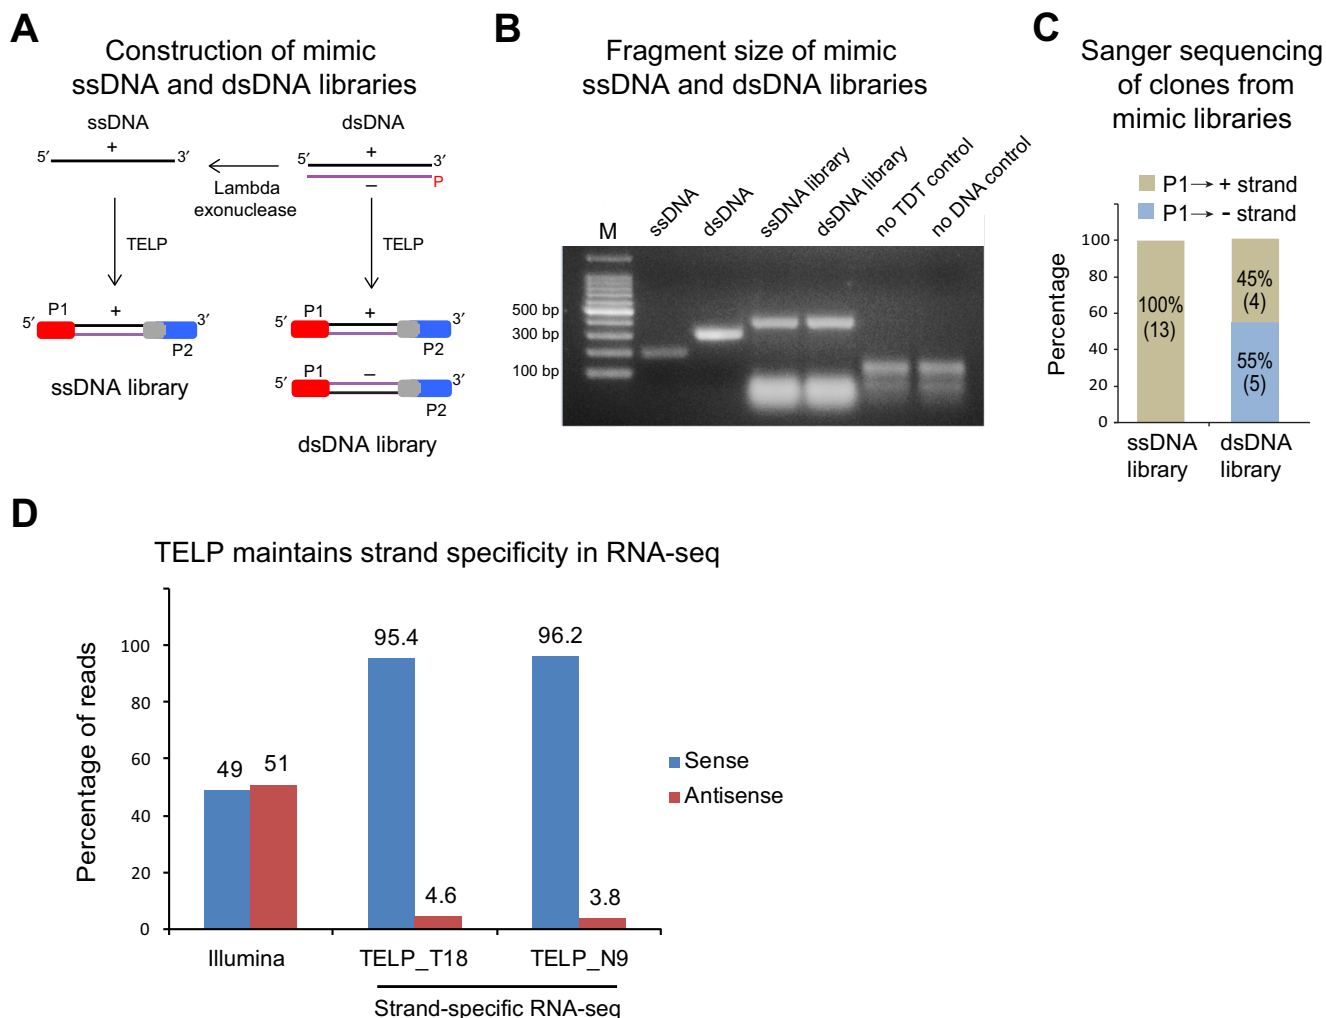 A
Construction of mimic
ssDNA and dsDNA libraries
ssDNA
+
5′ 3′
dsDNA
5′ + 3′
− P
Lambda
exonuclease
TELP
TELP
5′ P1 + 3′
P2
ssDNA library
5′ P1 + 3′
P2
5′ P1 − 3′
P2
dsDNA library
B
Fragment size of mimic
ssDNA and dsDNA libraries
M
ssDNA
dsDNA
ssDNA library
dsDNA library
no TDT control
no DNA control
500 bp
300 bp
100 bp
C
Sanger sequencing
of clones from
mimic libraries
P1→ + strand
P1→ - strand
Percentage
100
80
60
40
20
0
100%
(13)
45%
(4)
55%
(5)
ssDNA
library
dsDNA
library
D
TELP maintains strand specificity in RNA-seq
Percentage of reads
100
80
60
40
20
0
49
51
95.4
4.6
96.2
3.8
Sense
Antisense
Illumina
TELP_T18
TELP_N9
Strand-specific RNA-seq